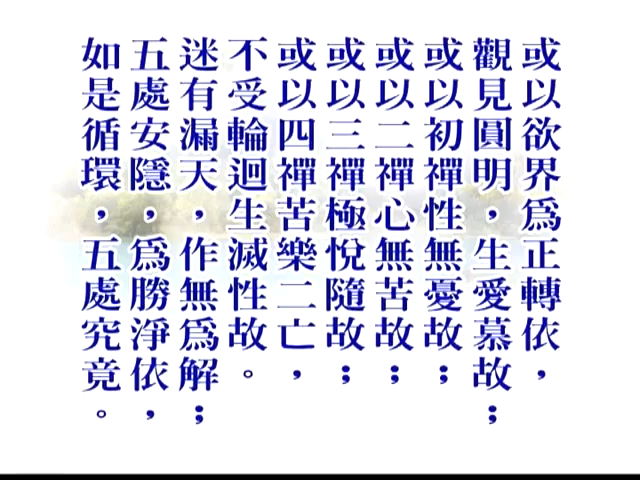 或以欲界為正轉依，
觀見圓明，生愛慕故；
或以初禪性無憂故；
或以二禪心無苦故；
或以三禪極悅隨故；
或以四禪苦樂二亡，
不受輪迴生滅性故。
迷有漏天，作無為解；
五處安隱，為勝淨依，
如是循環，五處究竟。